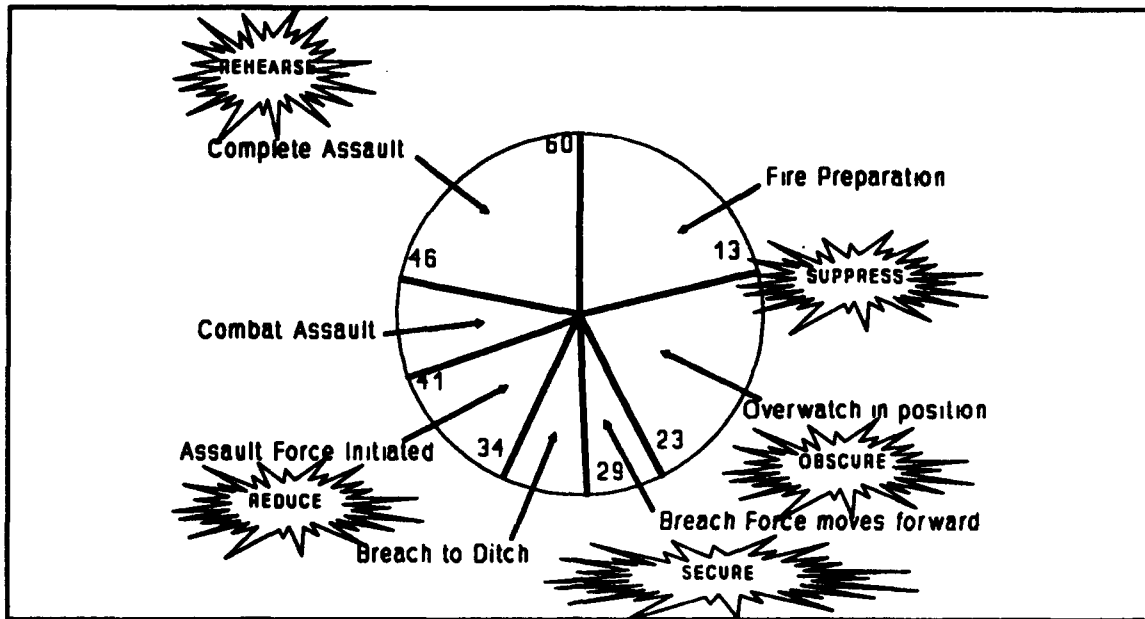 REHEARSE
Complete Assault
60
Fire Preparation
13
SUPPRESS
46
Combat Assault
41
Overwatch in position
Assault Force Initiated
34
29
23
OBSCURE
REDUCE
Breach Force moves forward
Breach to Ditch
SECURE